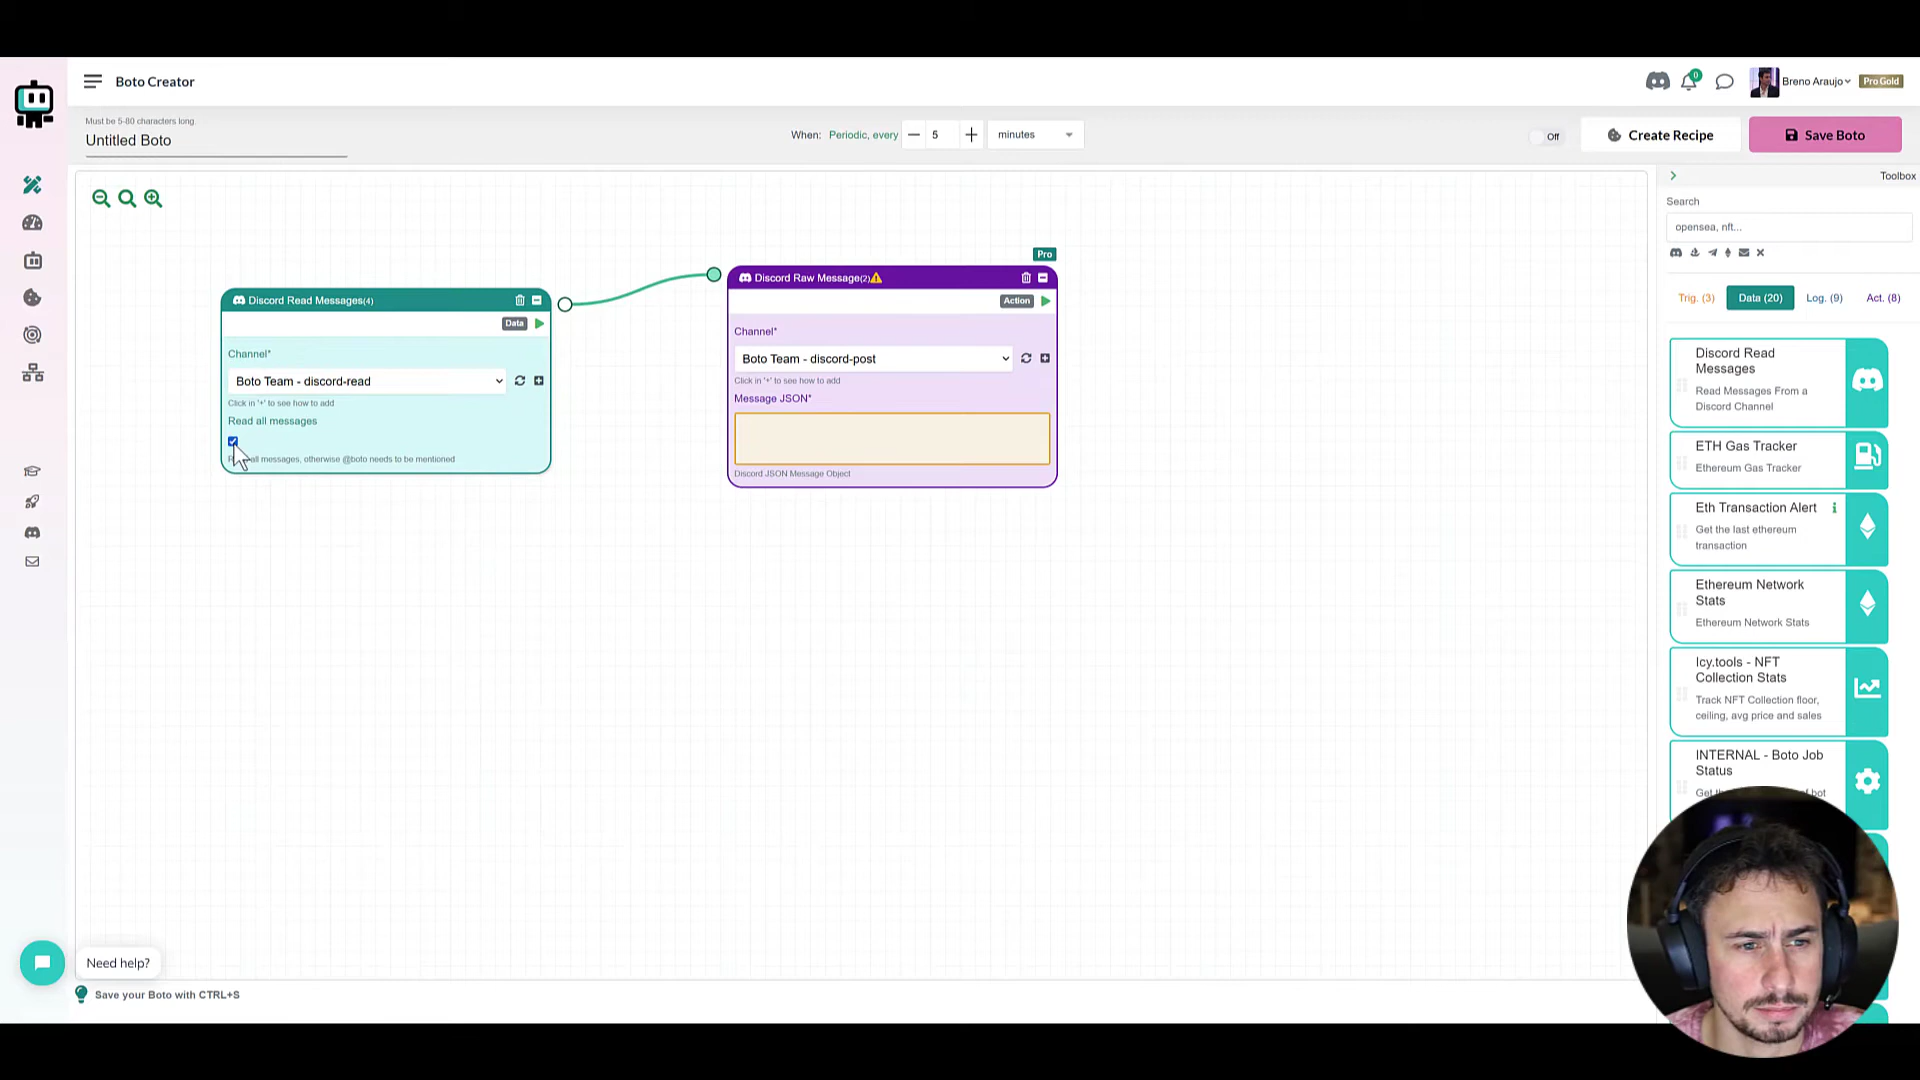 Boto Creator
0
Breno Araujo
Pro Gold
Must be 5-80 characters long.
Untitled Boto
When: Periodic, every
5
minutes
Off
Create Recipe
Save Boto
Toolbox
Search
opensea, nft...
Trig. (3)
Data (20)
Log. (9)
Act. (8)
Discord Read Messages(4)
Data
Channel*
Boto Team - discord-read
Click in '+' to see how to add
Read all messages
all messages, otherwise @boto needs to be mentioned
Pro
Discord Raw Message(2)
Action
Channel*
Boto Team - discord-post
Click in '+' to see how to add
Message JSON*
Discord JSON Message Object
Discord Read
Messages
Read Messages From a
Discord Channel
ETH Gas Tracker
Ethereum Gas Tracker
Eth Transaction Alert
Get the last ethereum
transaction
Ethereum Network
Stats
Ethereum Network Stats
Icy.tools - NFT
Collection Stats
Track NFT Collection floor,
ceiling, avg price and sales
INTERNAL - Boto Job
Status
of bot
Need help?
Save your Boto with CTRL+S